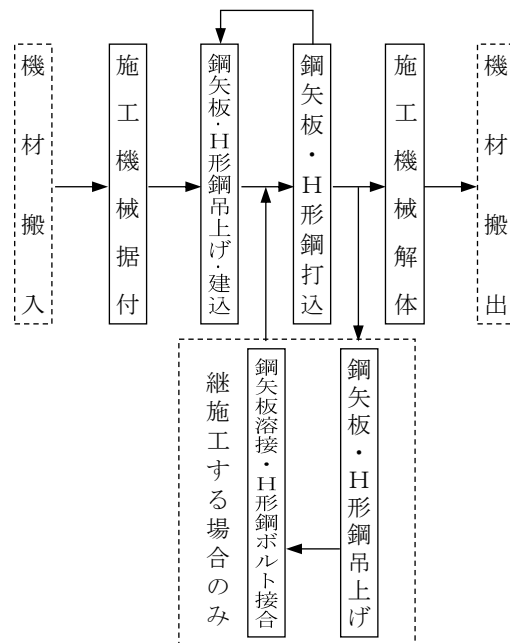 機材搬入
施工機械据付
鋼矢板・H形鋼吊上げ・建込
鋼矢板・H形鋼打込
施工機械解体
機材搬出
継施工する場合のみ
鋼矢板溶接・H形鋼ボルト接合
鋼矢板・H形鋼吊上げ